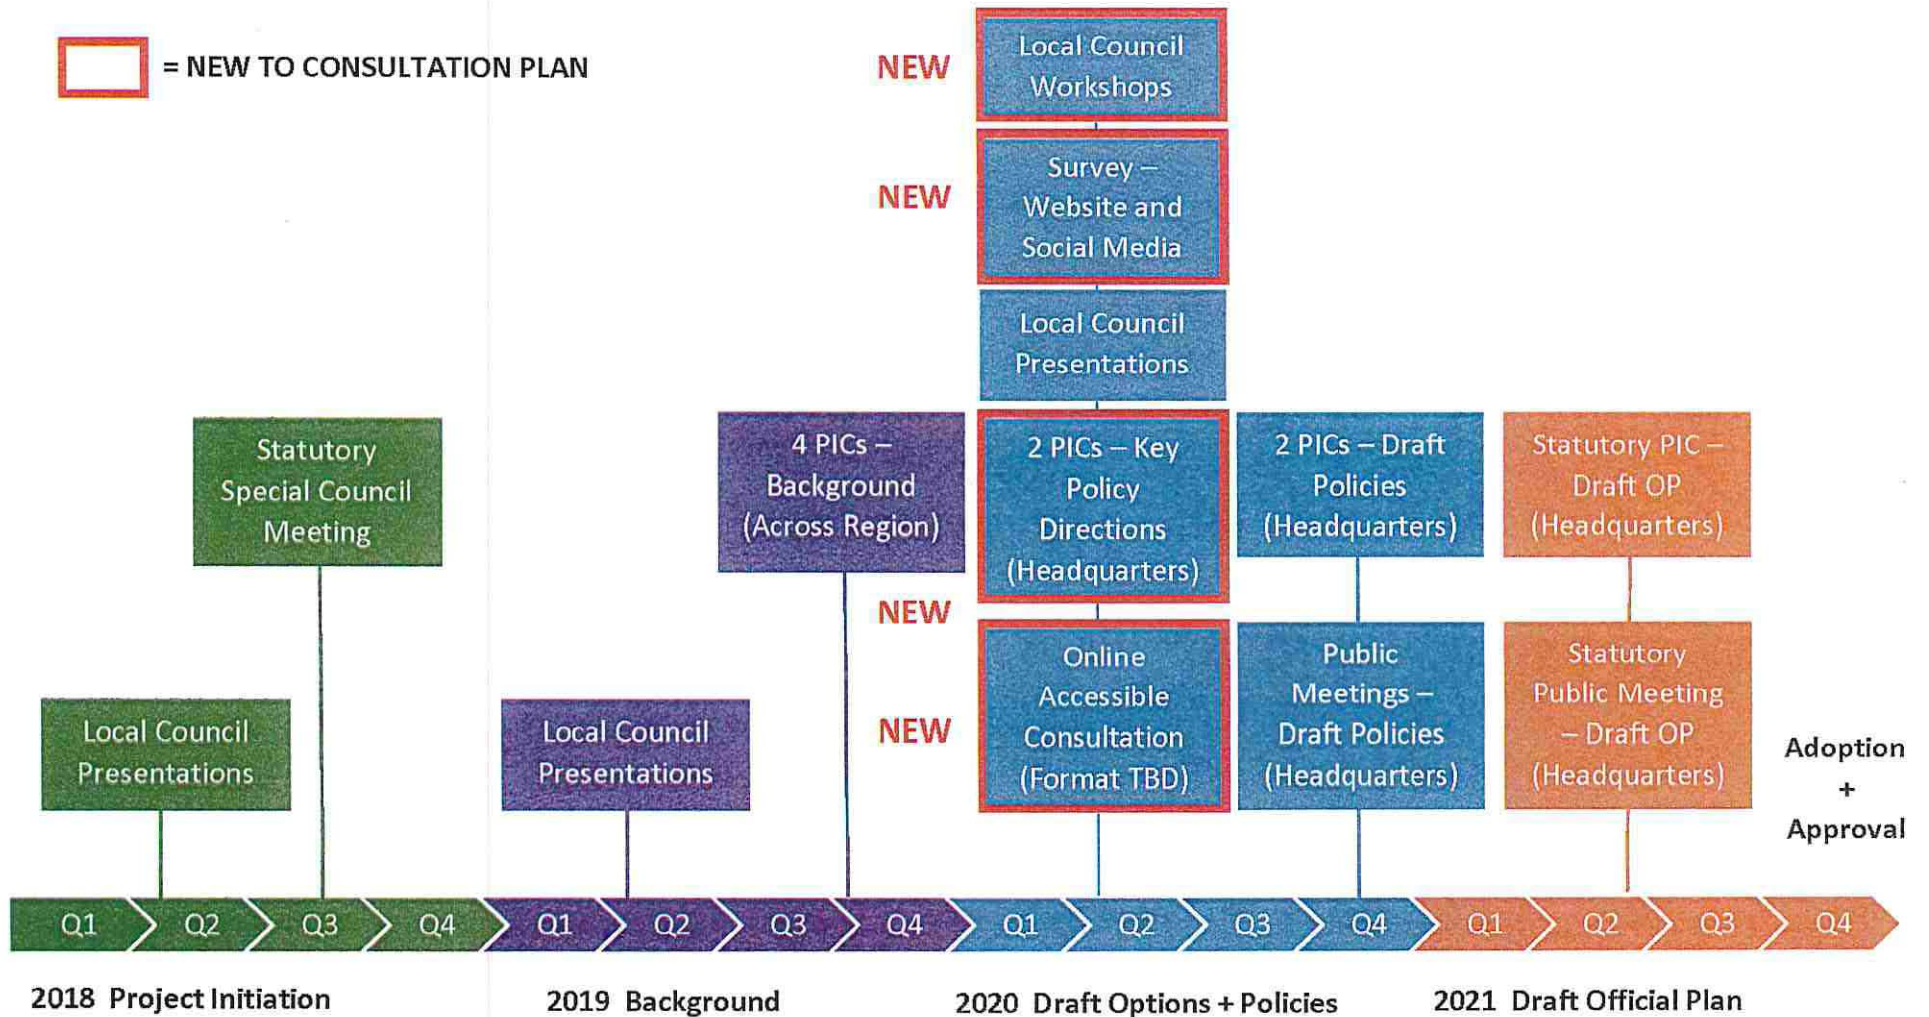 = NEW TO CONSULTATION PLAN
NEW
Local Council
Workshops
NEW
Survey –
Website and
Social Media
Local Council
Presentations
Statutory
Special Council
Meeting
4 PICs –
Background
(Across Region)
2 PICs – Key
Policy
Directions
(Headquarters)
2 PICs – Draft
Policies
(Headquarters)
Statutory PIC –
Draft OP
(Headquarters)
NEW
Local Council
Presentations
Local Council
Presentations
NEW
Online
Accessible
Consultation
(Format TBD)
Public
Meetings –
Draft Policies
(Headquarters)
Statutory
Public Meeting
– Draft OP
(Headquarters)
Adoption
+
Approval
Q1 Q2 Q3 Q4 Q1 Q2 Q3 Q4 Q1 Q2 Q3 Q4 Q1 Q2 Q3 Q4
2018 Project Initiation
2019 Background
2020 Draft Options + Policies
2021 Draft Official Plan